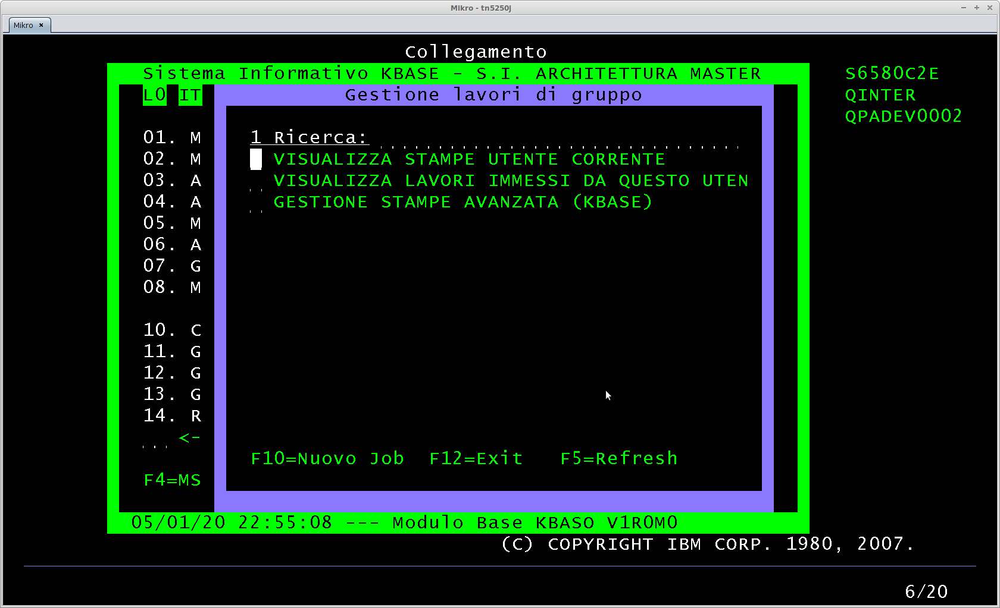 Mikro - tn5250j
Mikro ×
Collegamento
Sistema Informativo KBASE - S.I. ARCHITETTURA MASTER S6580C2E
LO IT Gestione lavori di gruppo QINTER
QPADEV0002
01. M 1 Ricerca:
02. M VISUALIZZA STAMPE UTENTE CORRENTE
03. A VISUALIZZA LAVORI IMMESSI DA QUESTO UTEN
04. A GESTIONE STAMPE AVANZATA (KBASE)
05. M
06. A
07. G
08. M
10. C
11. G
12. G
13. G
14. R
<-
F10=Nuovo Job F12=Exit F5=Refresh
F4=MS
05/01/20 22:55:08 --- Modulo Base KBASO V1R0M0
(C) COPYRIGHT IBM CORP. 1980, 2007.
6/20